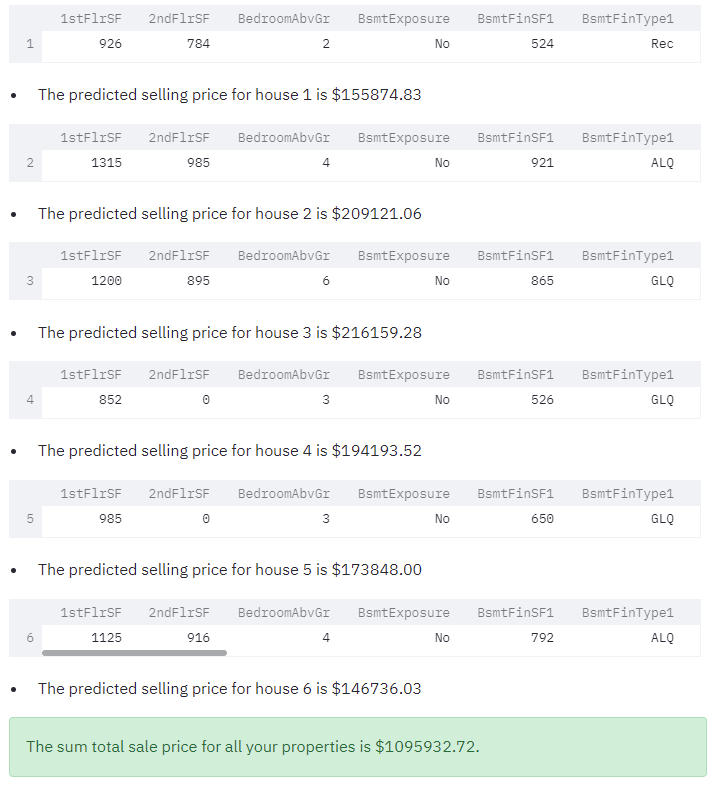 1stFlrSF 2ndFlrSF BedroomAbvGr BsmtExposure BsmtFinSF1 BsmtFinType1
1 926 784 2 No 524 Rec
• The predicted selling price for house 1 is $155874.83
1stFlrSF 2ndFlrSF BedroomAbvGr BsmtExposure BsmtFinSF1 BsmtFinType1
2 1315 985 4 No 921 ALQ
• The predicted selling price for house 2 is $209121.06
1stFlrSF 2ndFlrSF BedroomAbvGr BsmtExposure BsmtFinSF1 BsmtFinType1
3 1200 895 6 No 865 GLQ
• The predicted selling price for house 3 is $216159.28
1stFlrSF 2ndFlrSF BedroomAbvGr BsmtExposure BsmtFinSF1 BsmtFinType1
4 852 0 3 No 526 GLQ
• The predicted selling price for house 4 is $194193.52
1stFlrSF 2ndFlrSF BedroomAbvGr BsmtExposure BsmtFinSF1 BsmtFinType1
5 985 0 3 No 650 GLQ
• The predicted selling price for house 5 is $173848.00
1stFlrSF 2ndFlrSF BedroomAbvGr BsmtExposure BsmtFinSF1 BsmtFinType1
6 1125 916 4 No 792 ALQ
• The predicted selling price for house 6 is $146736.03
The sum total sale price for all your properties is $1095932.72.